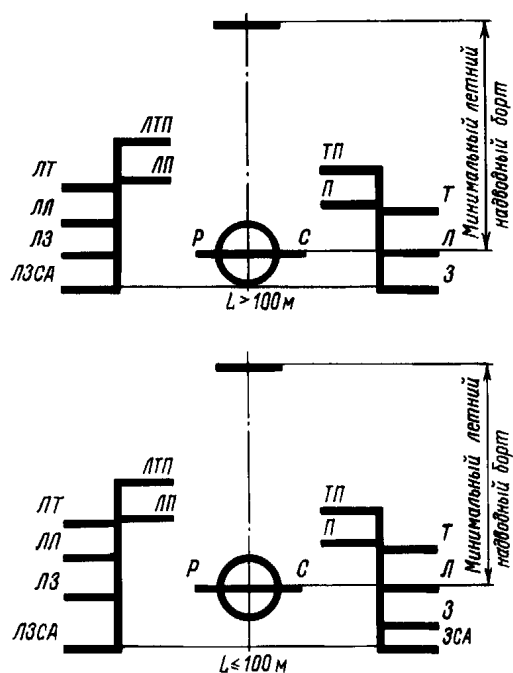 ЛТП
ЛТ
ЛП
ЛЛ
ЛЗ
ЛЗСА
Р
С
ТП
П
Т
Л
З
Минимальный летний
надводный борт
L > 100 м
ЛТП
ЛТ
ЛП
ЛЛ
ЛЗ
ЛЗСА
Р
С
ТП
П
Т
Л
З
ЗСА
Минимальный летний
надводный борт
L ≤ 100 м